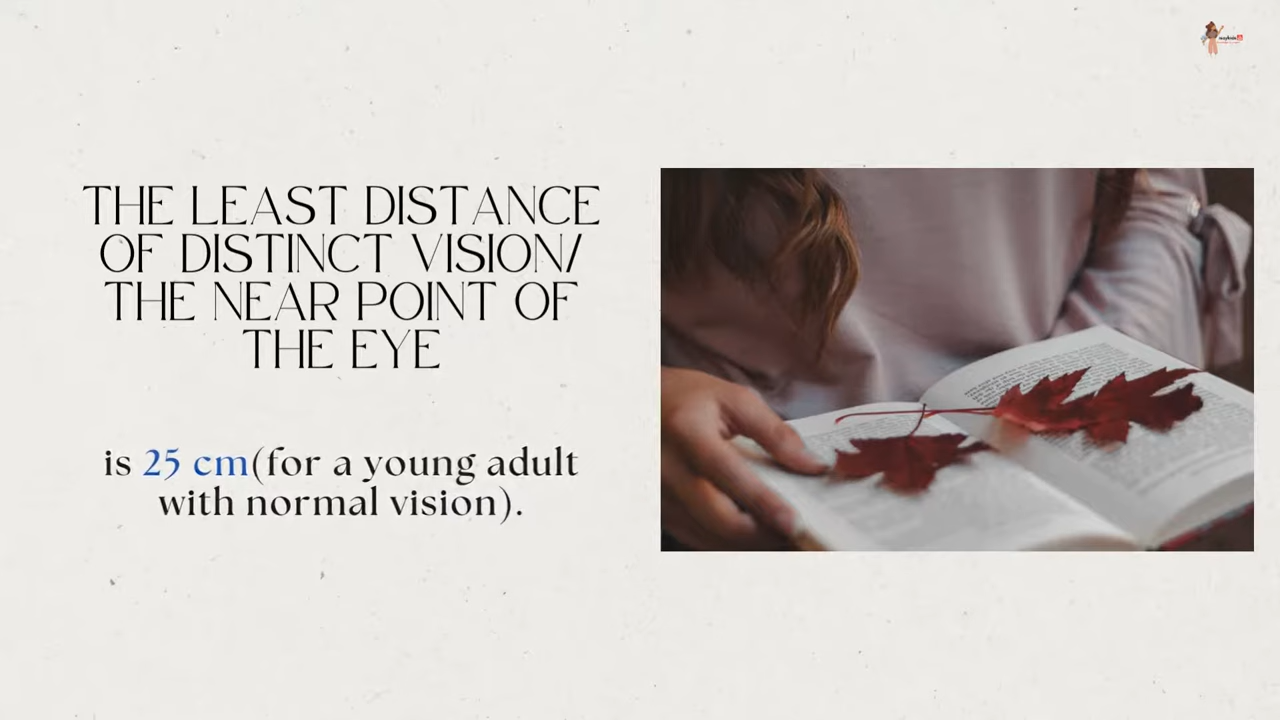 THE LEAST DISTANCE
OF DISTINCT VISION/
THE NEAR POINT OF
THE EYE
is 25 cm(for a young adult
with normal vision).